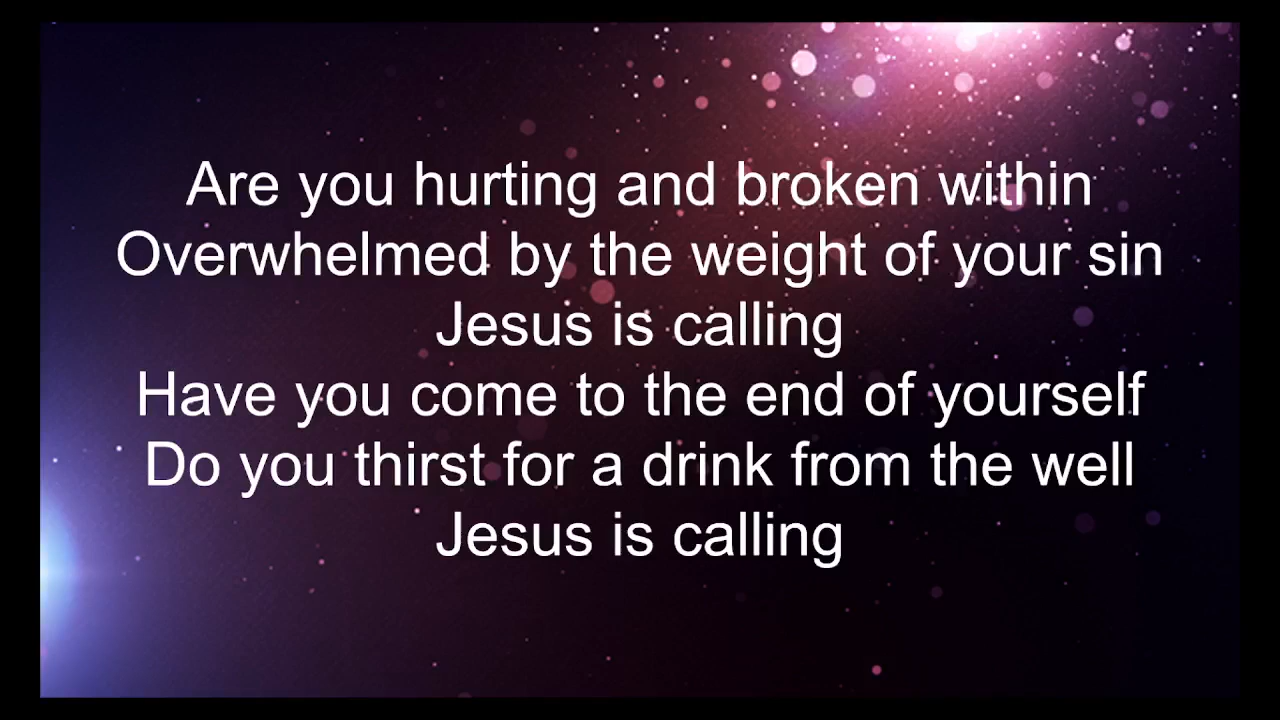 Are you hurting and broken within
Overwhelmed by the weight of your sin
Jesus is calling
Have you come to the end of yourself
Do you thirst for a drink from the well
Jesus is calling